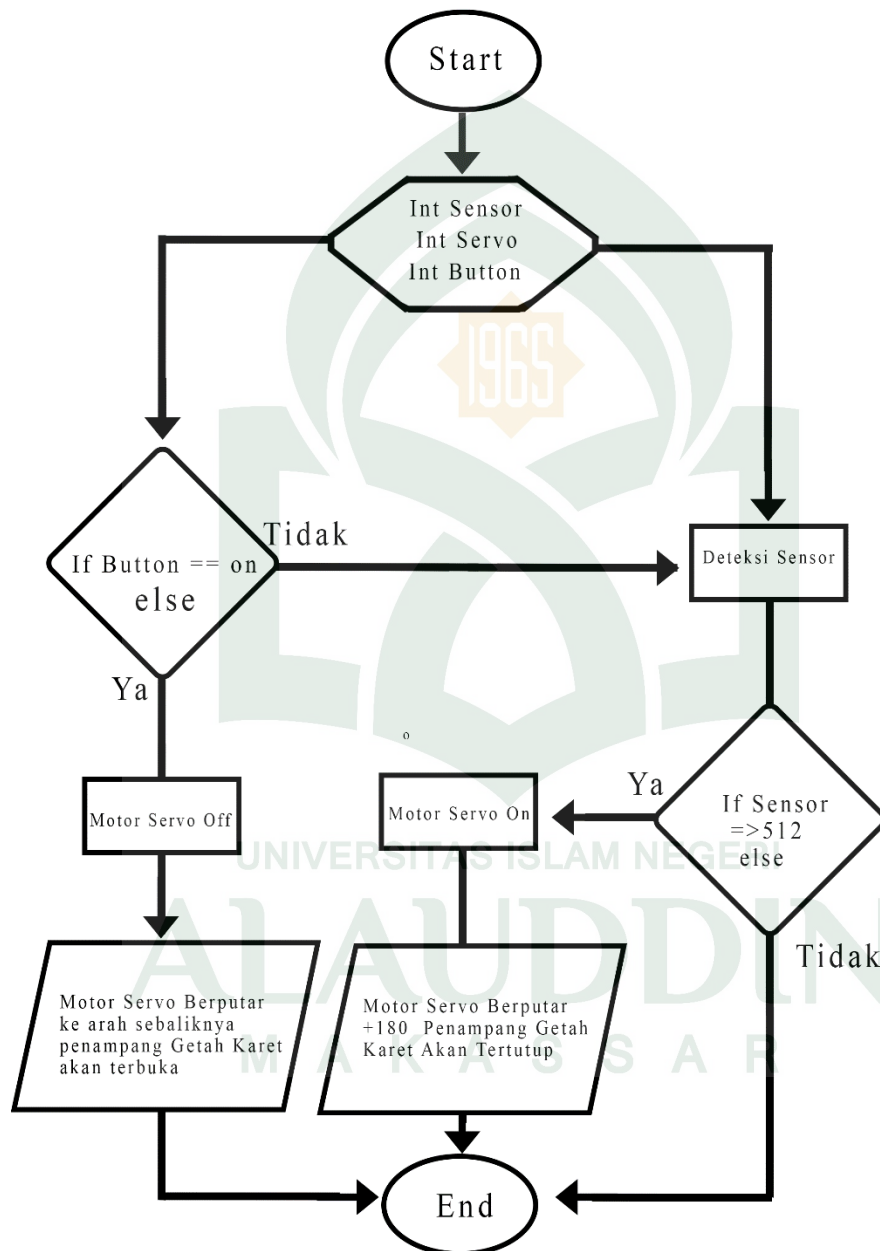 Start
Int Sensor
Int Servo
Int Button
1965
Tidak
If Button == on
else
Ya
Deteksi Sensor
o
Motor Servo Off
Motor Servo On
Ya
If Sensor
=>512
else
Tidak
UNIVERSITAS ISLAM NEGERI
ALAUDDIN
MAKASSAR
Motor Servo Berputar
ke arah sebaliknya
penampang Getah Karet
akan terbuka
Motor Servo Berputar
+180 Penampang Getah
Karet Akan Tertutup
End